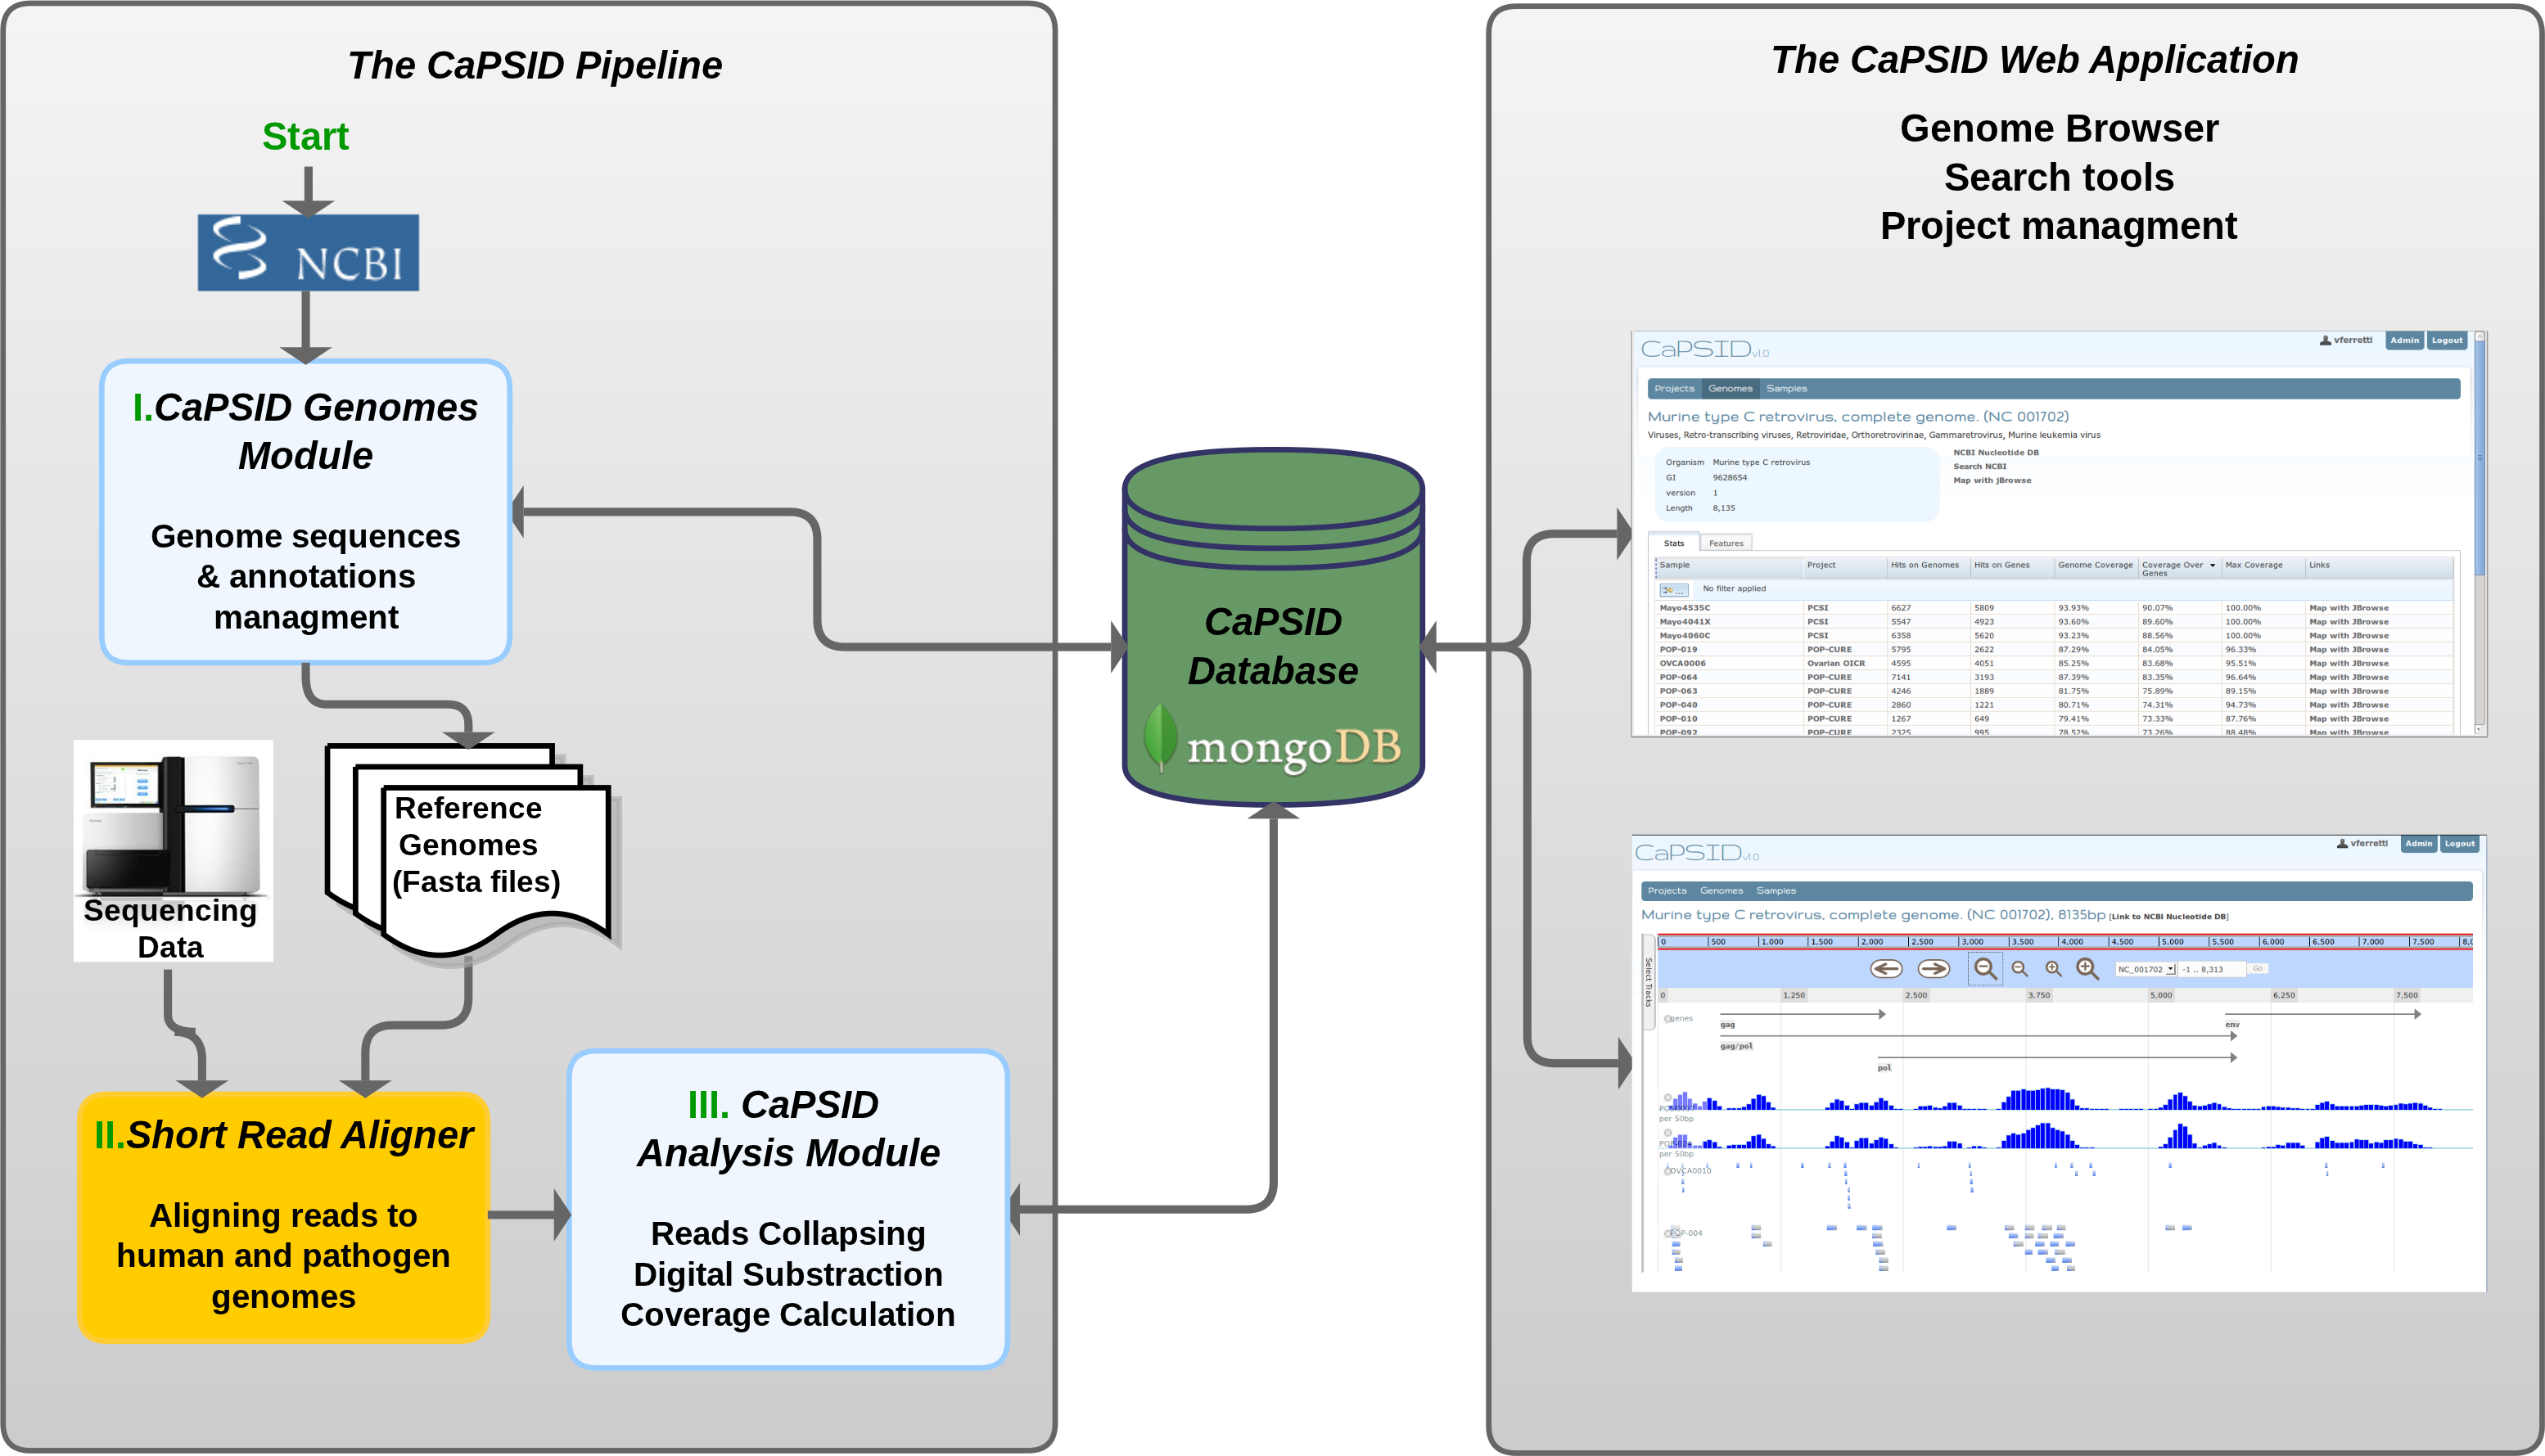 The CaPSID Pipeline
Start
NCBI
I.CaPSID Genomes
Module
Genome sequences
& annotations
managment
Sequencing
Data
Reference
Genomes
(Fasta files)
II.Short Read Aligner
Aligning reads to
human and pathogen
genomes
III. CaPSID
Analysis Module
Reads Collapsing
Digital Substraction
Coverage Calculation
CaPSID
Database
mongoDB
The CaPSID Web Application
Genome Browser
Search tools
Project managment
CaPSID v1.0
vferretti Admin Logout
Projects Genomes Samples
Murine type C retrovirus, complete genome. (NC 001702)
Viruses, Retro-transcribing viruses, Retroviridae, Orthoretrovirinae, Gammaretrovirus, Murine leukemia virus
Organism Murine type C retrovirus
GI 9628654
version 1
Length 8,135
NCBI Nucleotide DB
Search NCBI
Map with jBrowse
Stats Features
Sample Project Hits on Genomes Hits on Genes Genome Coverage Coverage Over Genes Max Coverage Links
... No filter applied
Mayo4535C PCSI 6627 5809 93.93% 90.07% 100.00% Map with JBrowse
Mayo4041X PCSI 5547 4923 93.60% 89.60% 100.00% Map with JBrowse
Mayo4060C PCSI 6358 5620 93.23% 88.56% 100.00% Map with JBrowse
POP-019 POP-CURE 5795 2622 87.29% 84.05% 96.33% Map with JBrowse
OVCA0006 Ovarian OICR 4595 4051 85.25% 83.68% 95.51% Map with JBrowse
POP-064 POP-CURE 7141 3193 87.39% 83.35% 96.64% Map with JBrowse
POP-063 POP-CURE 4246 1889 81.75% 75.89% 89.15% Map with JBrowse
POP-040 POP-CURE 2860 1221 80.71% 74.31% 94.73% Map with JBrowse
POP-010 POP-CURE 1267 649 79.41% 73.33% 87.76% Map with JBrowse
POP-092 POP-CURE 2325 995 78.52% 73.26% 88.48% Map with JBrowse
CaPSID v1.0
vferretti Admin Logout
Projects Genomes Samples
Murine type C retrovirus, complete genome. (NC 001702), 8135bp [Link to NCBI Nucleotide DB]
Select Tracks
0 500 1,000 1,500 2,000 2,500 3,000 3,500 4,000 4,500 5,000 5,500 6,000 6,500 7,000 7,500 8,0
NC_001702 -1 .. 8,313 Go
0 1,250 2,500 3,750 5,000 6,250 7,500
genes
gag env
gag/pol
pol
per 50bp
per 50bp
OVCA0010
POP-004